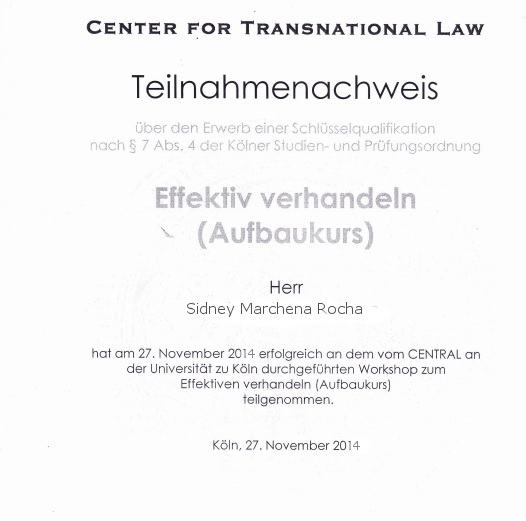 CENTER FOR TRANSNATIONAL LAW
Teilnahmenachweis
über den Erwerb einer Schlüsselqualifikation
nach § 7 Abs. 4 der Kölner Studien- und Prüfungsordnung
Effektiv verhandeln
(Aufbaukurs)
Herr
Sidney Marchena Rocha
hat am 27. November 2014 erfolgreich an dem vom CENTRAL an
der Universität zu Köln durchgeführten Workshop zum
Effektiven verhandeln (Aufbaukurs)
teilgenommen.
Köln, 27. November 2014